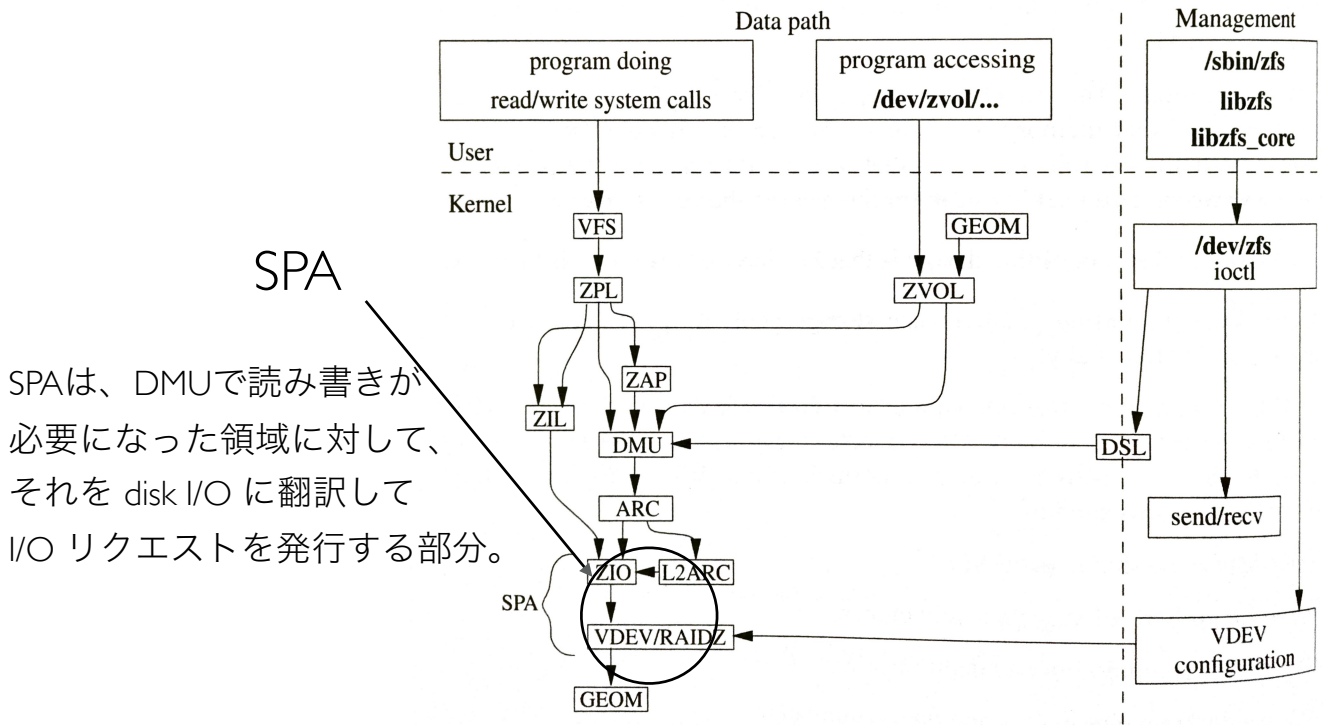 Data path
Management
program doing
read/write system calls
program accessing
/dev/zvol/...
/sbin/zfs
libzfs
libzfs_core
User
Kernel
VFS
GEOM
/dev/zfs
ioctl
SPA
ZPL
ZVOL
SPAは、DMUで読み書きが
必要になった領域に対して、
それを disk I/O に翻訳して
I/O リクエストを発行する部分。
ZAP
ZIL
DMU
DSL
ARC
send/recv
ZIO
L2ARC
SPA
VDEV/RAIDZ
VDEV
configuration
GEOM